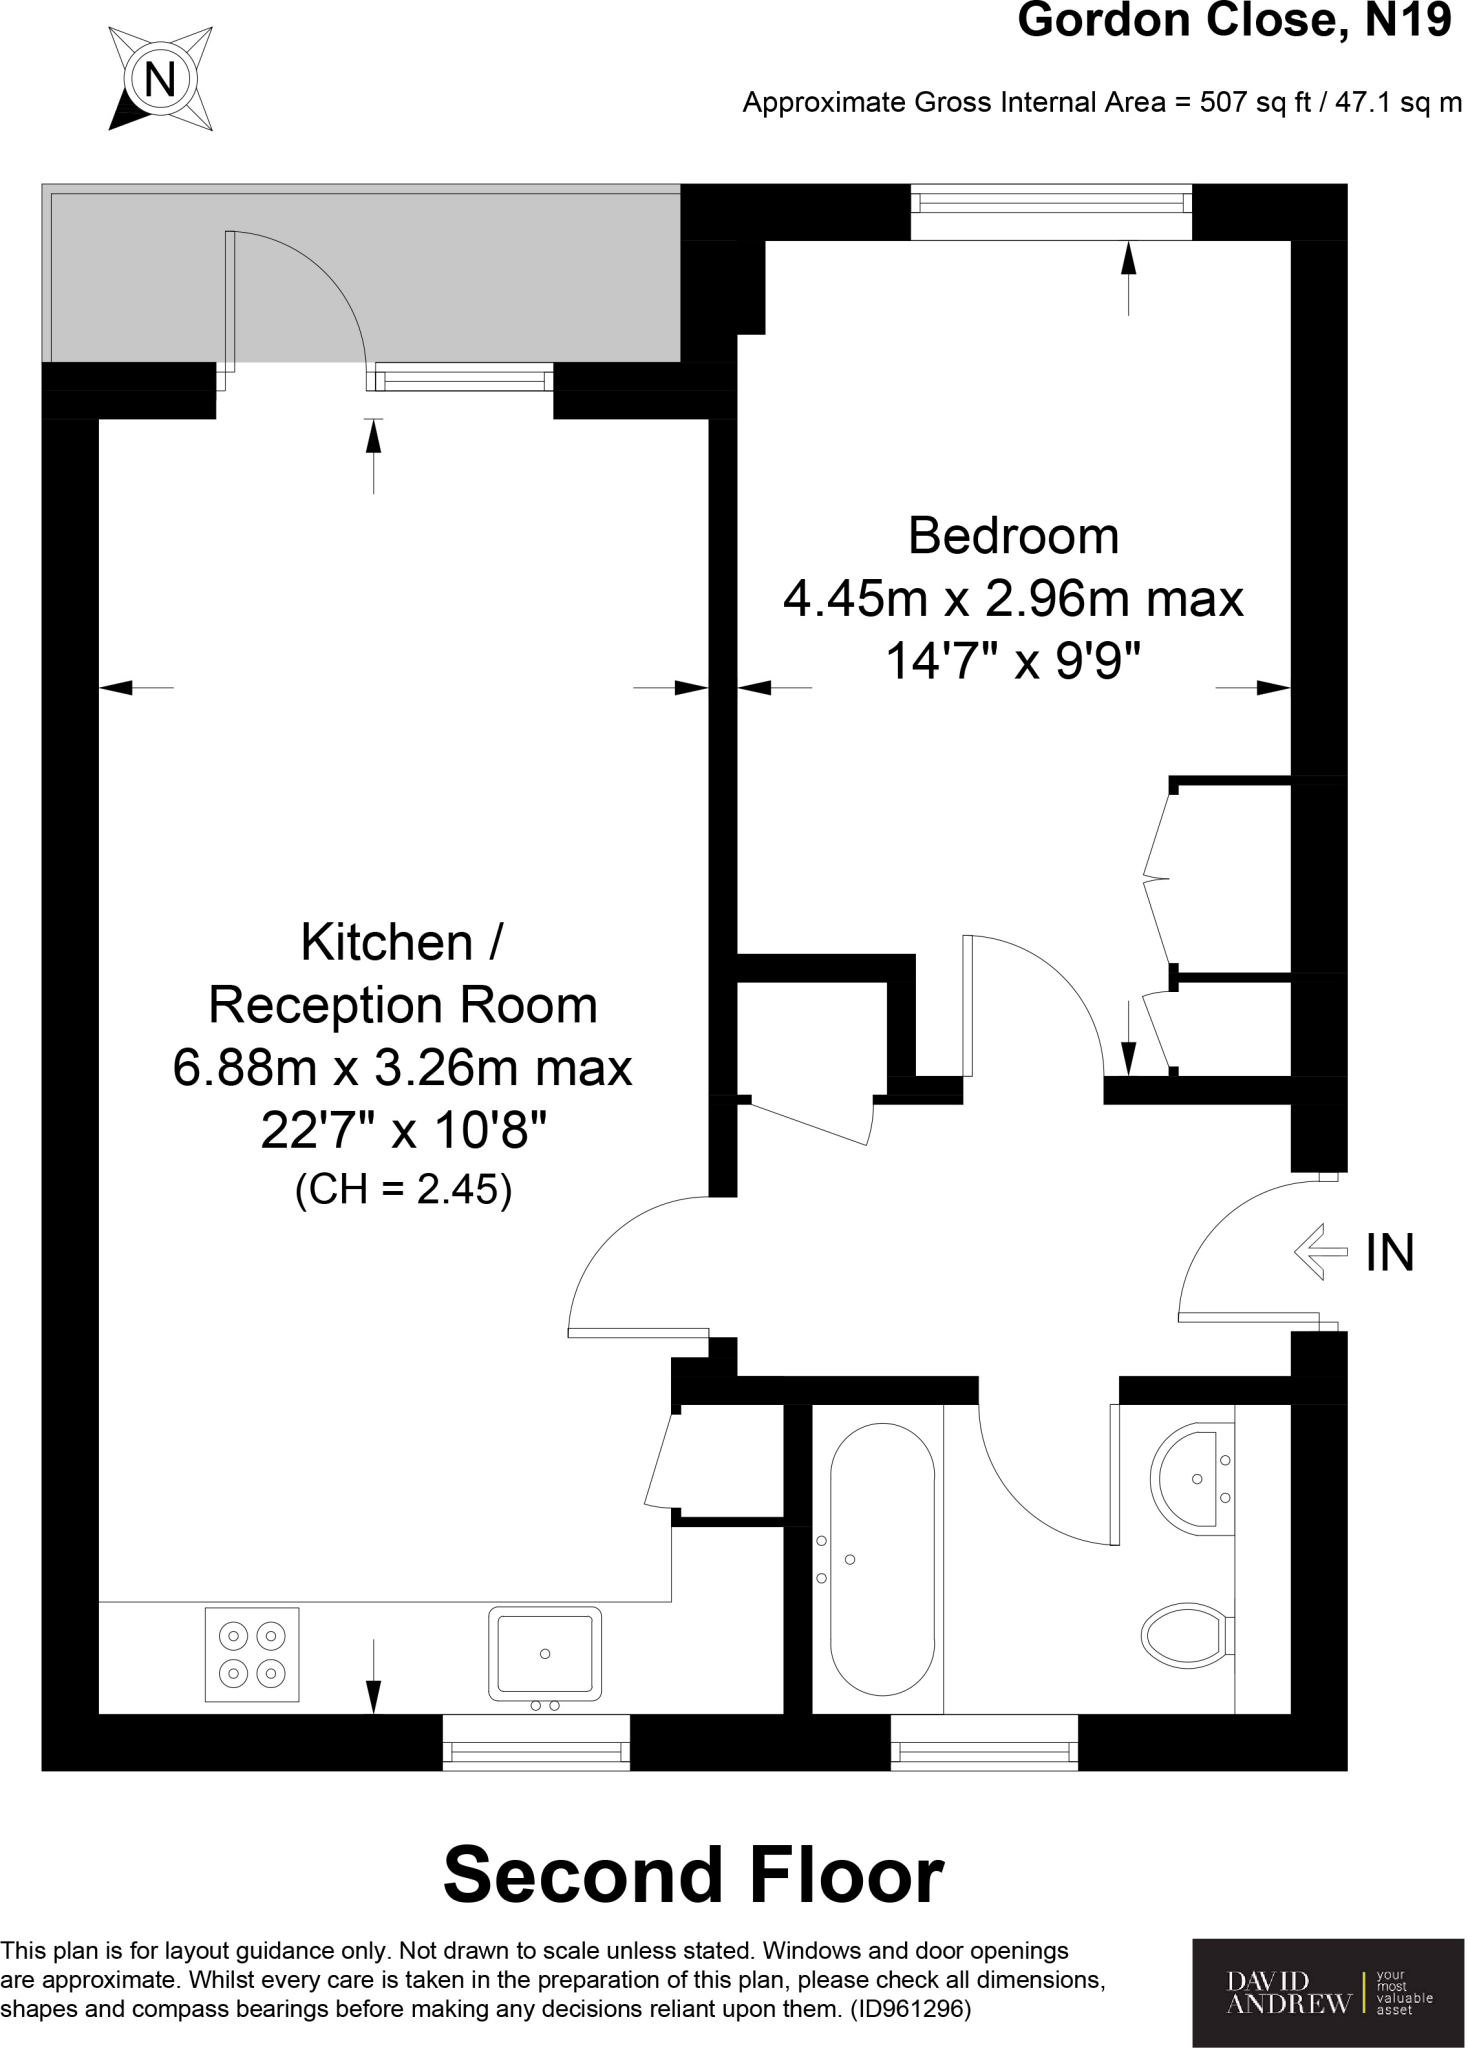 Gordon Close, N19
N
Approximate Gross Internal Area = 507 sq ft / 47.1 sq m
Bedroom
4.45m x 2.96m max
14'7" x 9'9"
Kitchen /
Reception Room
6.88m x 3.26m max
22'7" x 10'8"
(CH = 2.45)
IN
Second Floor
This plan is for layout guidance only. Not drawn to scale unless stated. Windows and door openings
are approximate. Whilst every care is taken in the preparation of this plan, please check all dimensions,
shapes and compass bearings before making any decisions reliant upon them. (ID961296)
DAVID
ANDREW
your
most
valuable
asset